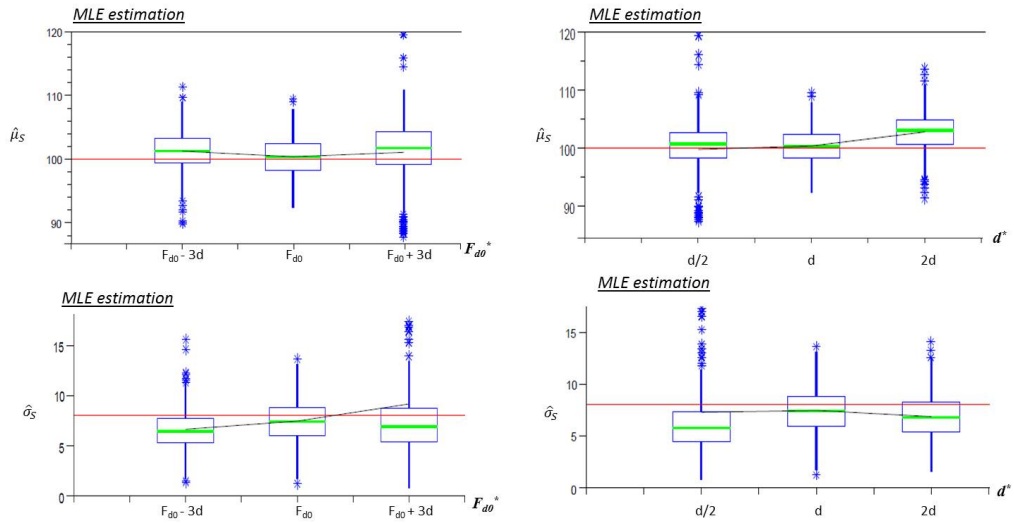 MLE estimation
120
110
100
90
μ̂S
Fd0 - 3d
Fd0
Fd0 + 3d
Fd0*
MLE estimation
120
110
100
90
μ̂S
d/2
d
2d
d*
MLE estimation
15
10
5
0
σ̂S
Fd0 - 3d
Fd0
Fd0 + 3d
Fd0*
MLE estimation
15
10
5
0
σ̂S
d/2
d
2d
d*